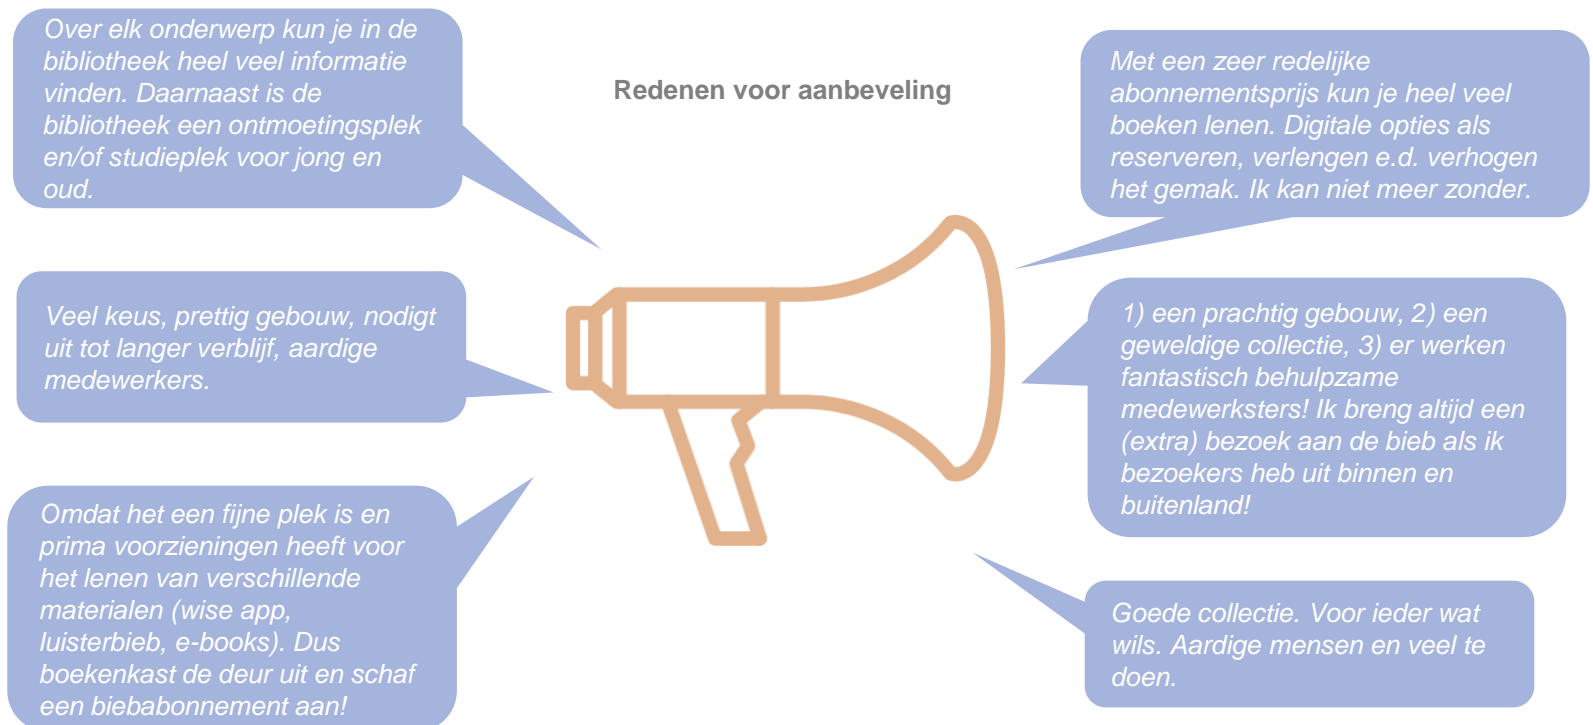 Over elk onderwerp kun je in de
bibliotheek heel veel informatie
vinden. Daarnaast is de
bibliotheek een ontmoetingsplek
en/of studieplek voor jong en
oud.
Redenen voor aanbeveling
Met een zeer redelijke
abonnementsprijs kun je heel veel
boeken lenen. Digitale opties als
reserveren, verlengen e.d. verhogen
het gemak. Ik kan niet meer zonder.
Veel keus, prettig gebouw, nodigt
uit tot langer verblijf, aardige
medewerkers.
1) een prachtig gebouw, 2) een
geweldige collectie, 3) er werken
fantastisch behulpzame
medewerksters! Ik breng altijd een
(extra) bezoek aan de bieb als ik
bezoekers heb uit binnen en
buitenland!
Omdat het een fijne plek is en
prima voorzieningen heeft voor
het lenen van verschillende
materialen (wise app,
luisterbieb, e-books). Dus
boekenkast de deur uit en schaf
een biebabonnement aan!
Goede collectie. Voor ieder wat
wils. Aardige mensen en veel te
doen.